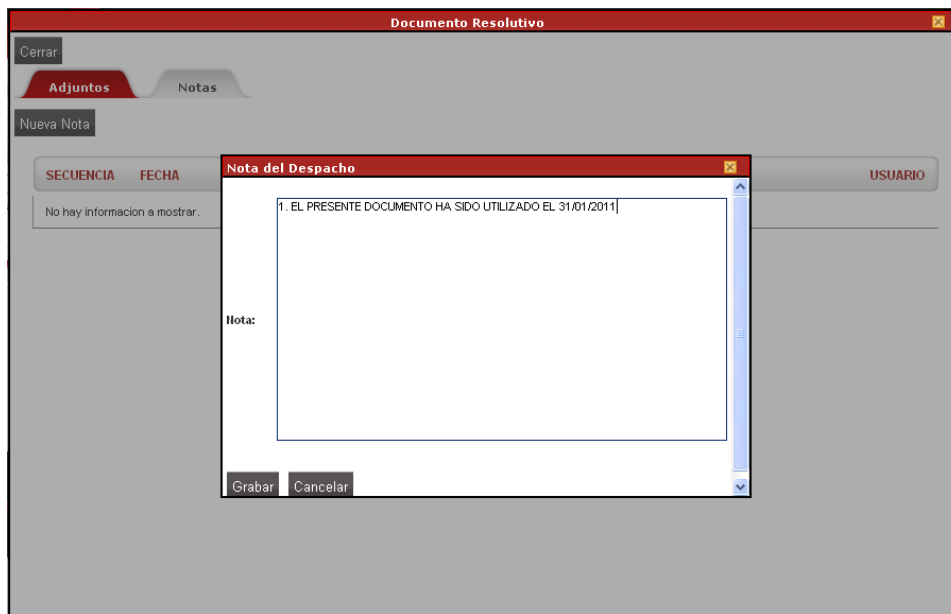 Documento Resolutivo
Cerrar
Adjuntos Notas
Nueva Nota
SECUENCIA FECHA USUARIO
No hay informacion a mostrar.
Nota del Despacho
1. EL PRESENTE DOCUMENTO HA SIDO UTILIZADO EL 31/01/2011
Nota:
Grabar Cancelar